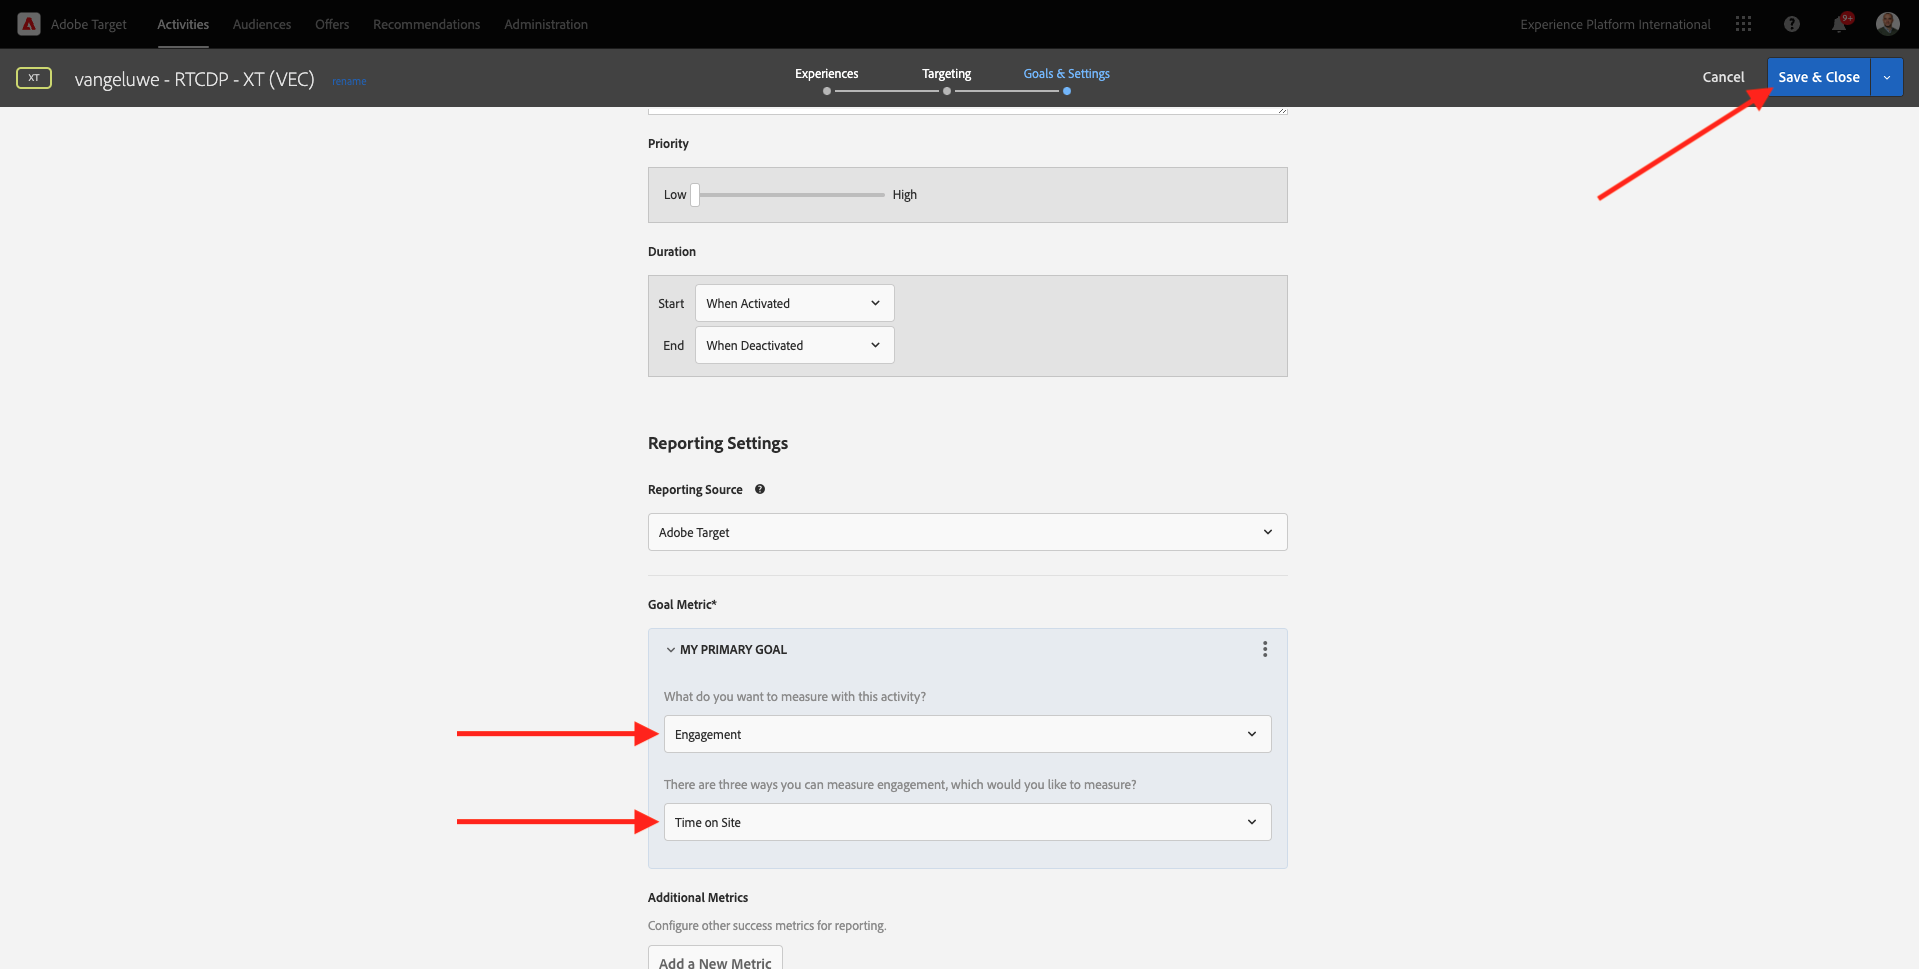 Adobe Target Activities Audiences Offers Recommendations Administration Experience Platform International 9+
XT vangeluwe - RTCDP - XT (VEC) rename Experiences Targeting Goals & Settings Cancel Save & Close
Priority
Low High
Duration
Start When Activated
End When Deactivated
Reporting Settings
Reporting Source
Adobe Target
Goal Metric*
MY PRIMARY GOAL
What do you want to measure with this activity?
Engagement
There are three ways you can measure engagement, which would you like to measure?
Time on Site
Additional Metrics
Configure other success metrics for reporting.
Add a New Metric